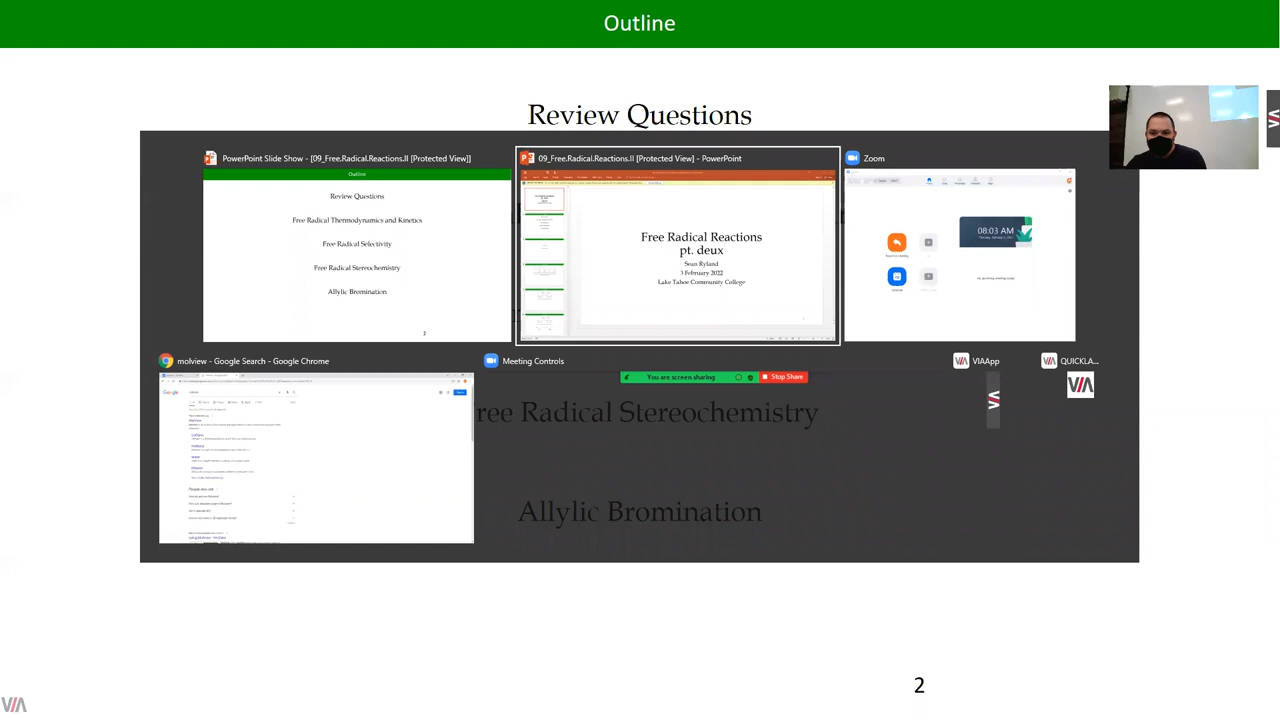 Outline
Review Questions
PowerPoint Slide Show - [09_Free.Radical.Reactions.II [Protected View]]
09_Free.Radical.Reactions.II [Protected View] - PowerPoint
Zoom
Outline
Review Questions
Free Radical Thermodynamics and Kinetics
Free Radical Selectivity
Free Radical Stereochemistry
Allylic Bromination
2
Free Radical Reactions
pt. deux
Sean Ryland
3 February 2022
Lake Tahoe Community College
08:03 AM
molview - Google Search - Google Chrome
Meeting Controls
VIAApp
QUICKLA...
Google
You are screen sharing
Stop Share
VIA
ree Radical Stereochemistry
Allylic Bromination
2
VIA